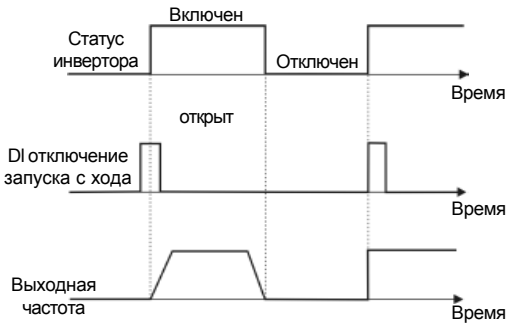 Включен
Статус
инвертора
Отключен
Время
открыт
DI отключение
запуска с хода
Время
Выходная
частота
Время